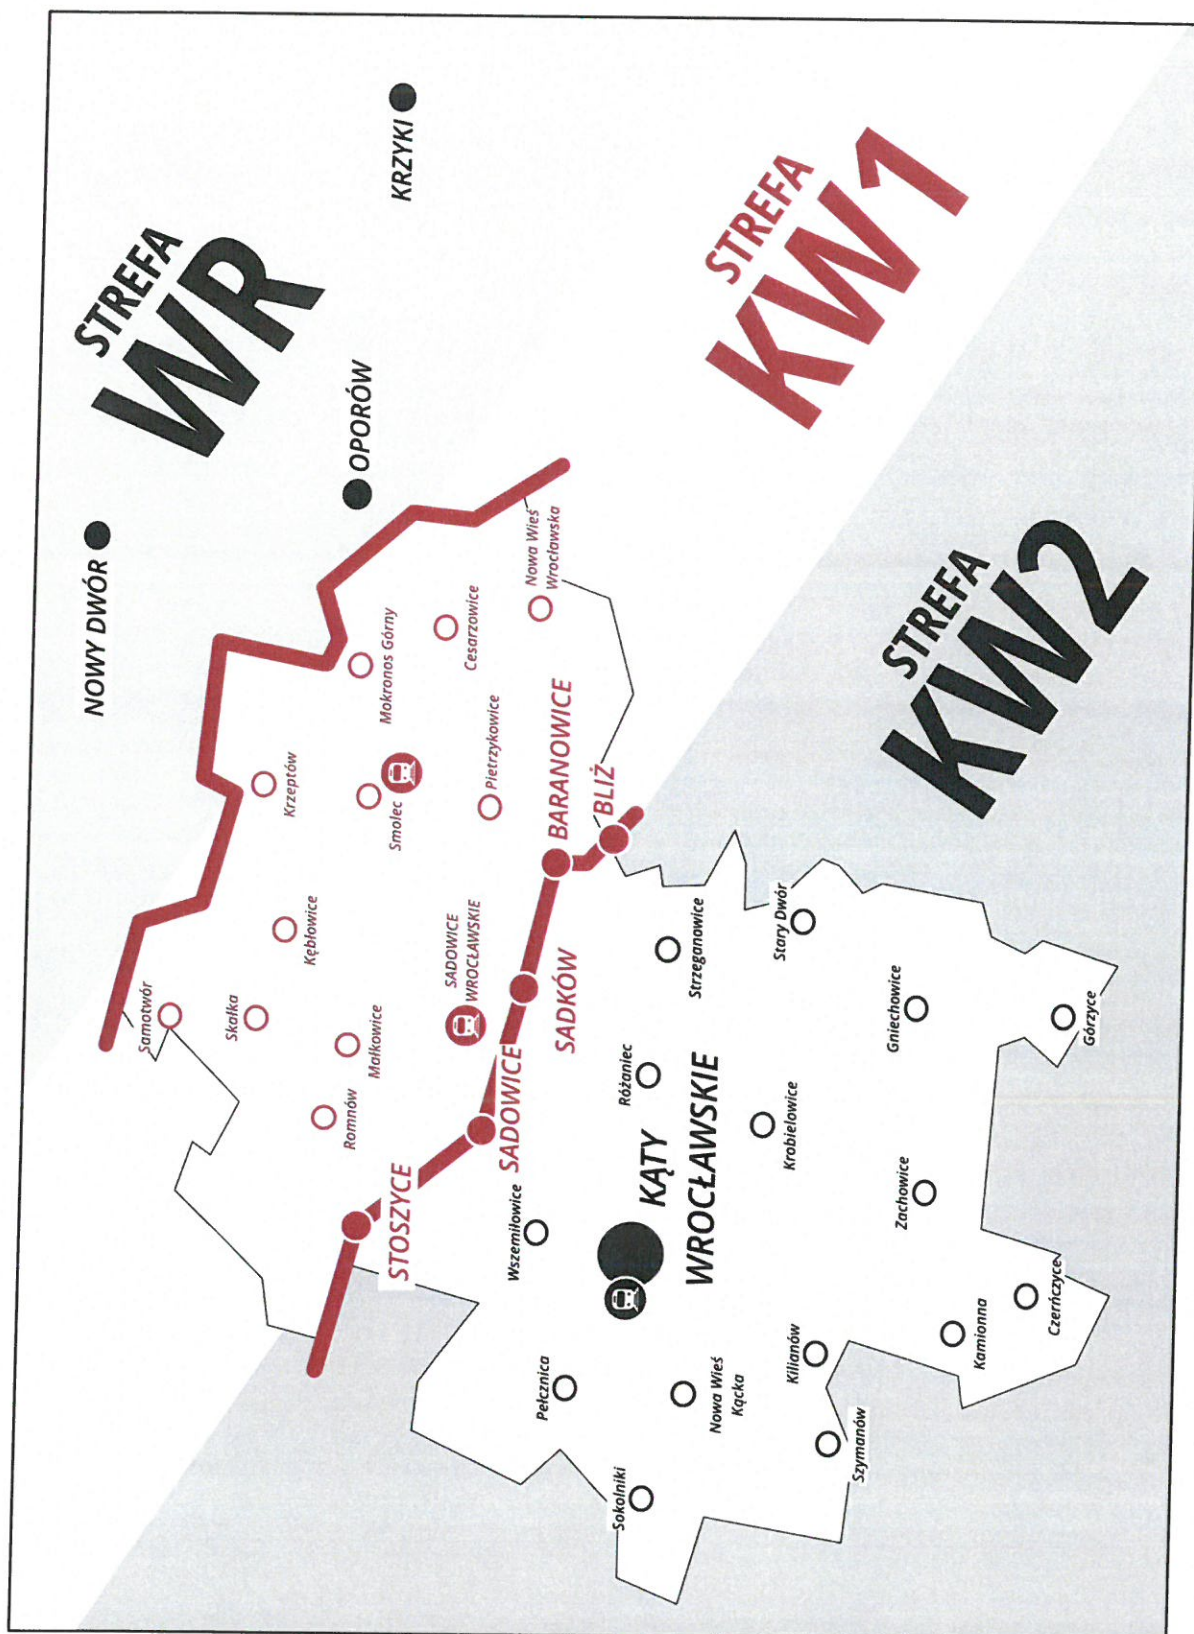 STREFA
WR
NOWY DWÓR
OPORÓW
KRZYKI
STREFA
KW1
STREFA
KW2
Samotwór
Skałka
Kębłowice
Krzeptów
Romnów
Małkowice
Smolec
Mokronos Górny
SADOWICE
WROCŁAWSKIE
Pietrzykowice
Cesarzowice
Nowa Wieś
Wrocławska
STOSZYCE
SADOWICE
SADKÓW
BARANOWICE
BLIŻ
Wszemiłowice
Pełcznica
Sokolniki
KĄTY
WROCŁAWSKIE
Różaniec
Strzeganowice
Nowa Wieś
Kącka
Krobielowice
Stary Dwór
Kilianów
Szymanów
Zachowice
Gniechowice
Kamionna
Czerńczyce
Górzyce